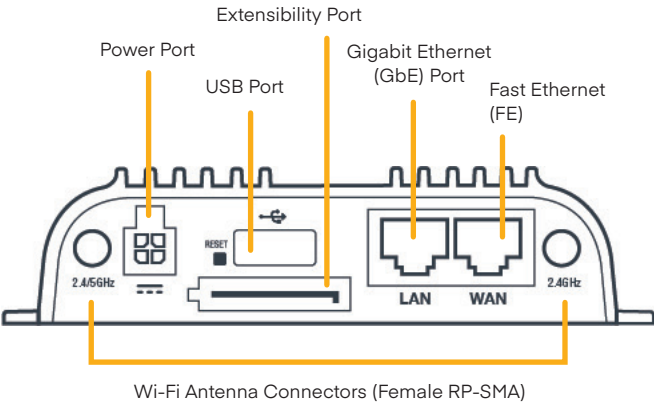 Extensibility Port
Power Port
Gigabit Ethernet
(GbE) Port
USB Port
Fast Ethernet
(FE)
RESET
2.4/5GHz
2.4GHz
LAN
WAN
Wi-Fi Antenna Connectors (Female RP-SMA)